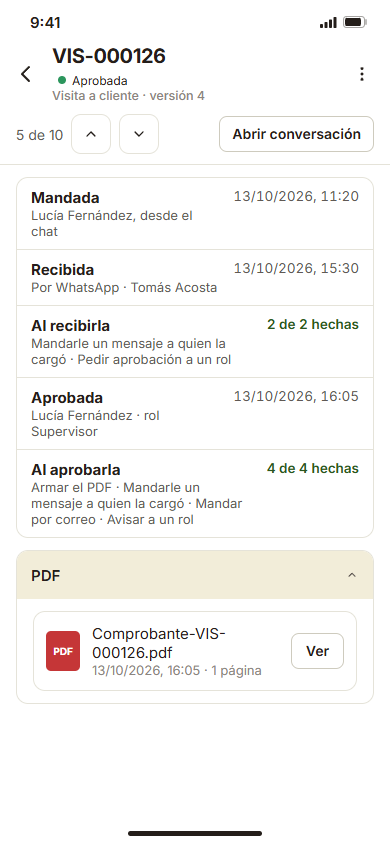 9:41
VIS-000126
Aprobada
Visita a cliente · versión 4
5 de 10
Abrir conversación
Mandada
13/10/2026, 11:20
Lucía Fernández, desde el
chat
Recibida
13/10/2026, 15:30
Por WhatsApp · Tomás Acosta
Al recibirla
2 de 2 hechas
Mandarle un mensaje a quien la
cargó · Pedir aprobación a un rol
Aprobada
13/10/2026, 16:05
Lucía Fernández · rol
Supervisor
Al aprobarla
4 de 4 hechas
Armar el PDF · Mandarle un
mensaje a quien la cargó · Mandar
por correo · Avisar a un rol
PDF
PDF
Comprobante-VIS-
000126.pdf
13/10/2026, 16:05 · 1 página
Ver